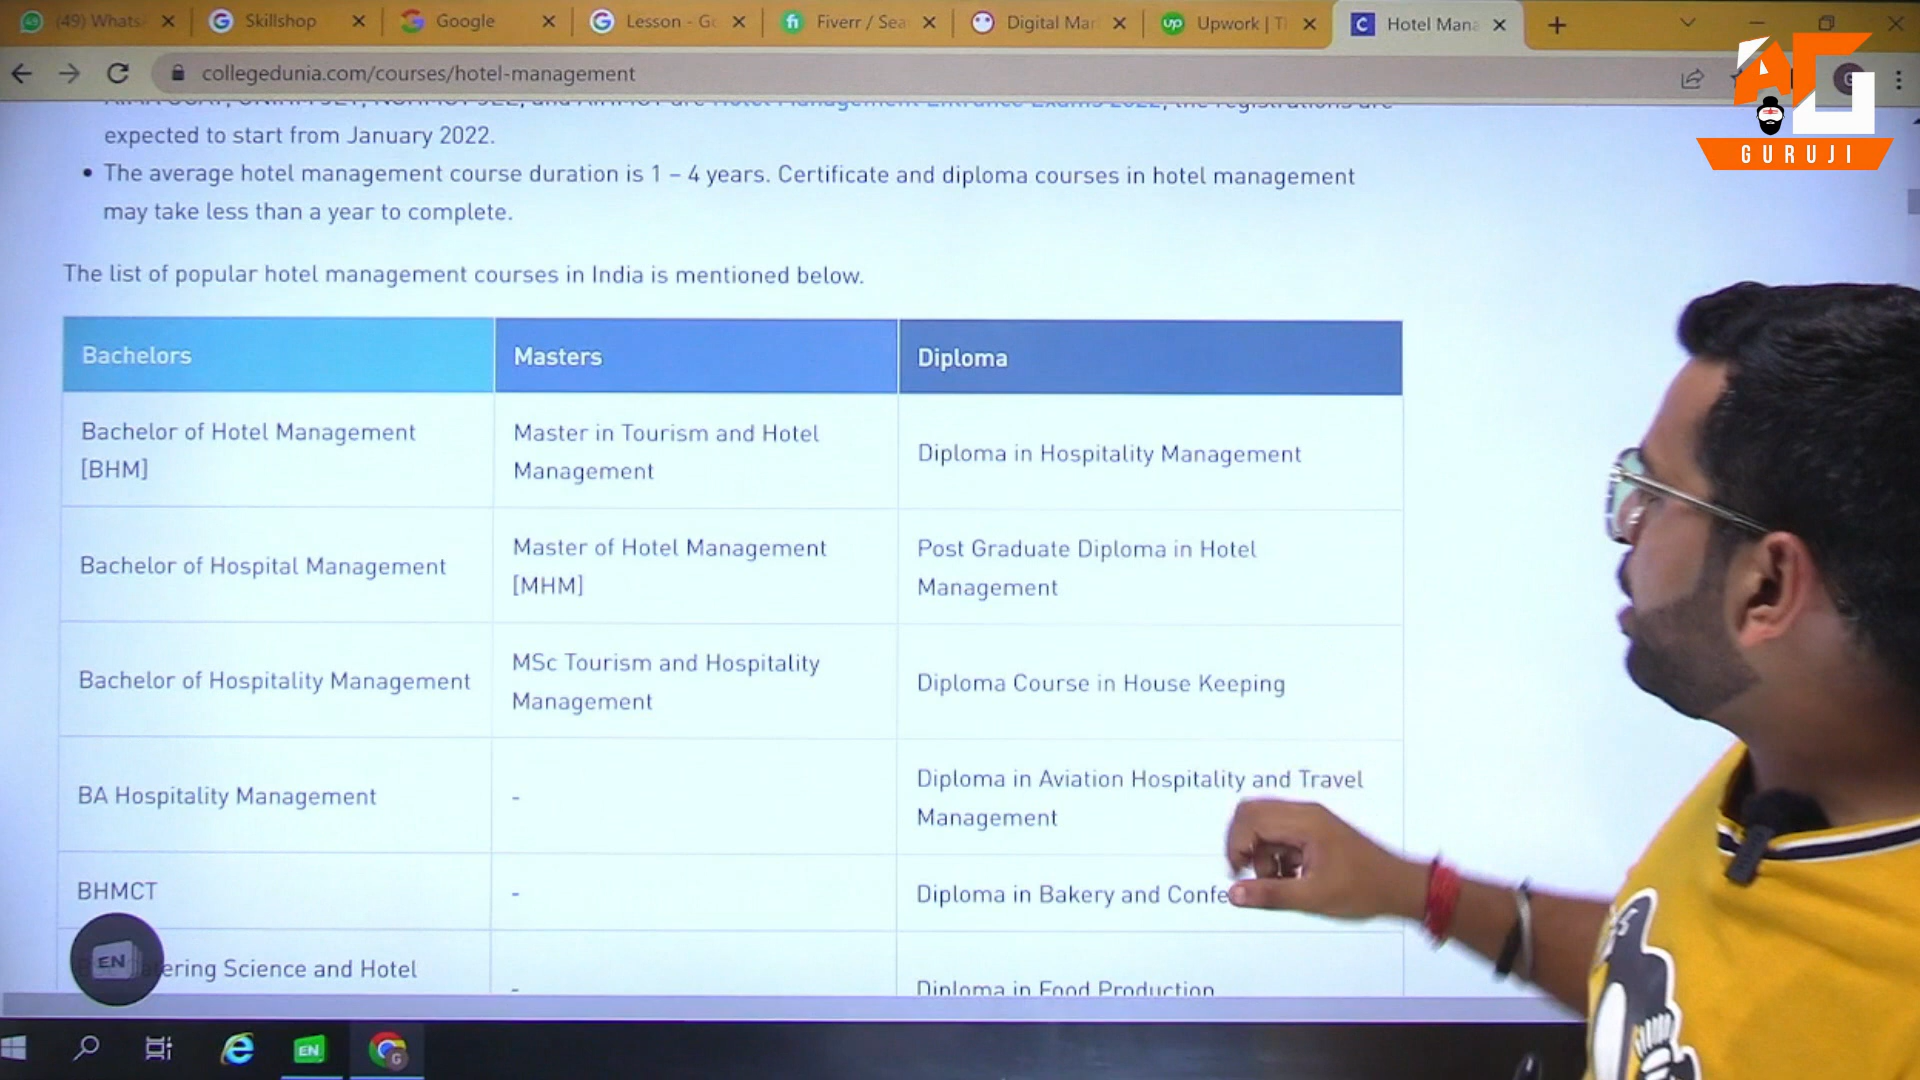 (49) Whats
Skillshop
Google
Lesson - Go
Fiverr / Sea
Digital Mar
Upwork | Th
Hotel Mana
collegedunia.com/courses/hotel-management
G
GURUJI
expected to start from January 2022.
• The average hotel management course duration is 1 – 4 years. Certificate and diploma courses in hotel management
may take less than a year to complete.
The list of popular hotel management courses in India is mentioned below.
Bachelors
Masters
Diploma
Bachelor of Hotel Management
[BHM]
Master in Tourism and Hotel
Management
Diploma in Hospitality Management
Bachelor of Hospital Management
Master of Hotel Management
[MHM]
Post Graduate Diploma in Hotel
Management
Bachelor of Hospitality Management
MSc Tourism and Hospitality
Management
Diploma Course in House Keeping
BA Hospitality Management
-
Diploma in Aviation Hospitality and Travel
Management
BHMCT
-
Diploma in Bakery and Confe
EN
ering Science and Hotel
-
Diploma in Food Production
EN